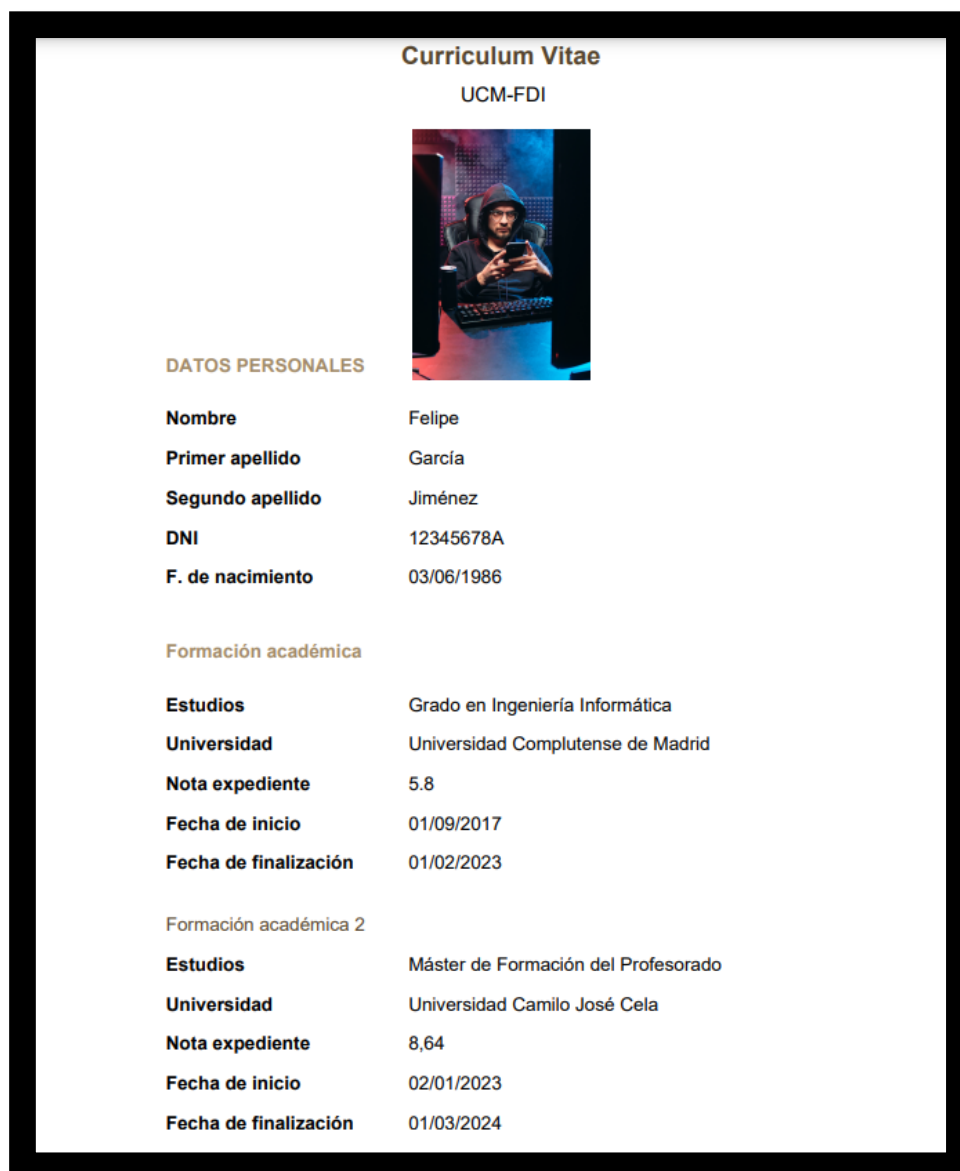 Curriculum Vitae
UCM-FDI
DATOS PERSONALES
Nombre Felipe
Primer apellido García
Segundo apellido Jiménez
DNI 12345678A
F. de nacimiento 03/06/1986
Formación académica
Estudios Grado en Ingeniería Informática
Universidad Universidad Complutense de Madrid
Nota expediente 5.8
Fecha de inicio 01/09/2017
Fecha de finalización 01/02/2023
Formación académica 2
Estudios Máster de Formación del Profesorado
Universidad Universidad Camilo José Cela
Nota expediente 8,64
Fecha de inicio 02/01/2023
Fecha de finalización 01/03/2024